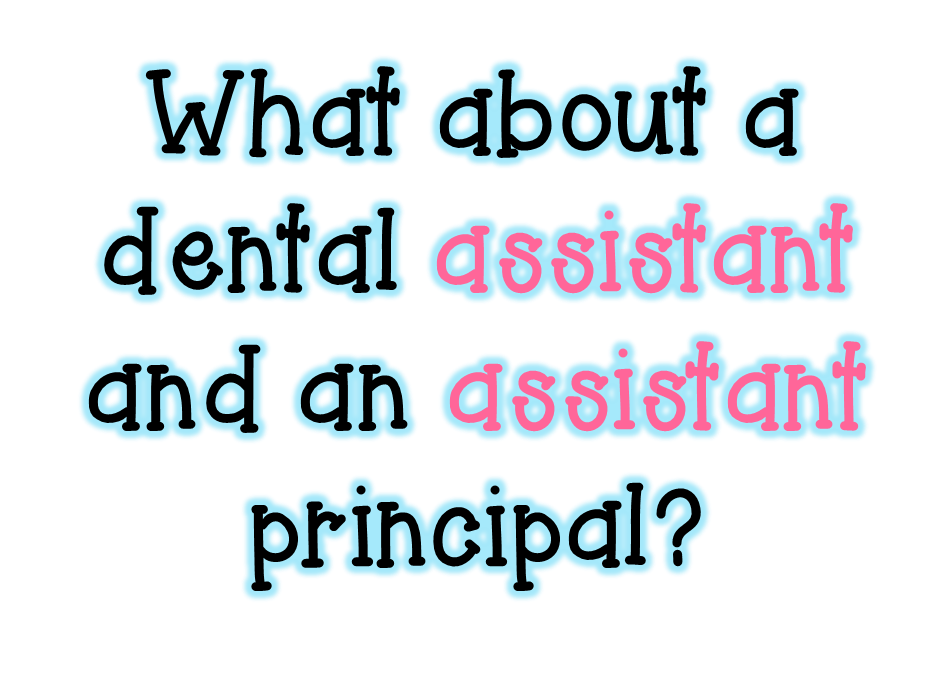 What about a
dental assistant
and an assistant
principal?